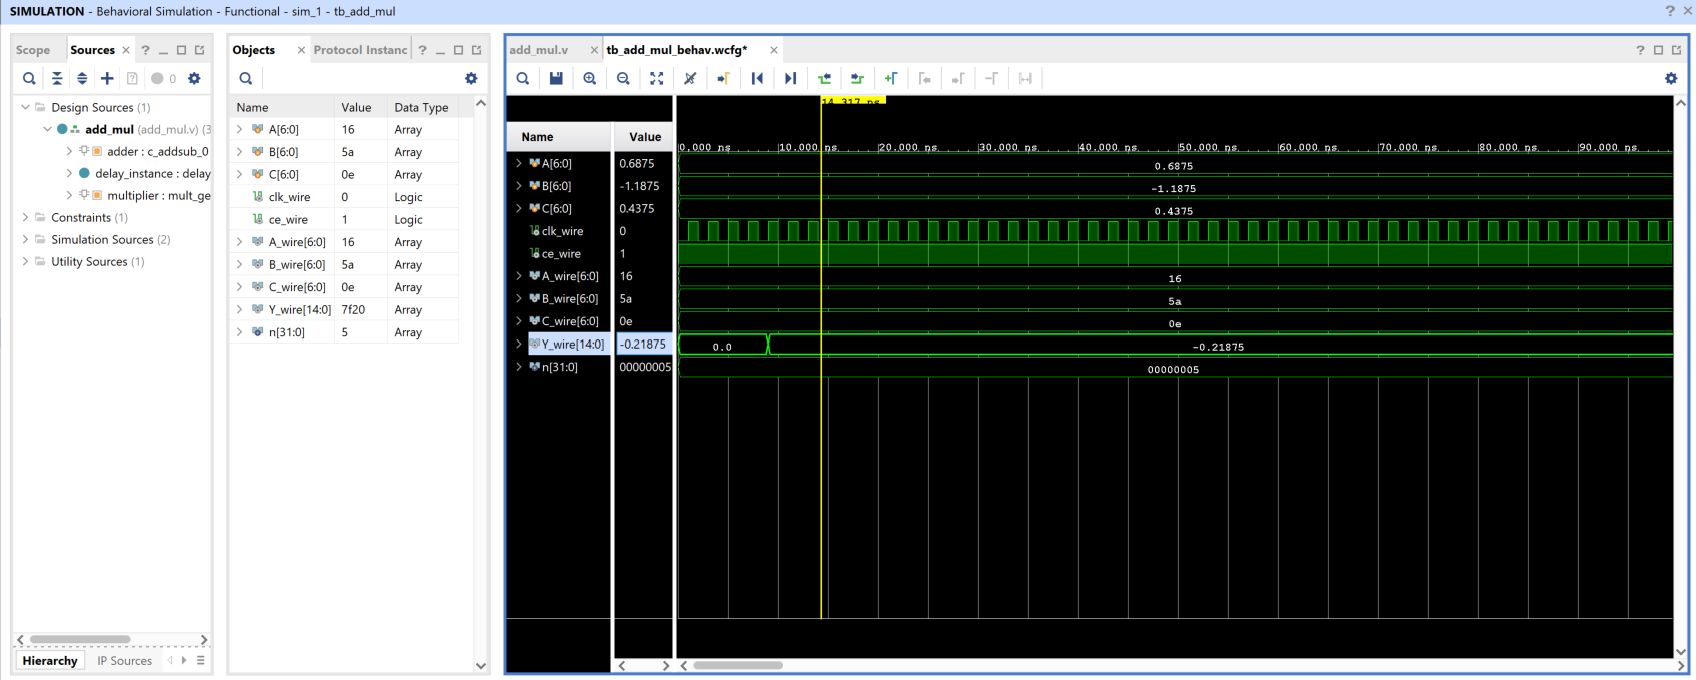 SIMULATION - Behavioral Simulation - Functional - sim_1 - tb_add_mul
Scope Sources
0
Design Sources (1)
add_mul (add_mul.v) (3
adder : c_addsub_0
delay_instance : delay
multiplier : mult_ge
Constraints (1)
Simulation Sources (2)
Utility Sources (1)
Hierarchy IP Sources
Objects Protocol Instanc
Name Value Data Type
A[6:0] 16 Array
B[6:0] 5a Array
C[6:0] 0e Array
clk_wire 0 Logic
ce_wire 1 Logic
A_wire[6:0] 16 Array
B_wire[6:0] 5a Array
C_wire[6:0] 0e Array
Y_wire[14:0] 7f20 Array
n[31:0] 5 Array
add_mul.v tb_add_mul_behav.wcfg*
14.317 ns
Name Value
0.000 ns 10.000 ns 20.000 ns 30.000 ns 40.000 ns 50.000 ns 60.000 ns 70.000 ns 80.000 ns 90.000 ns
A[6:0] 0.6875 0.6875
B[6:0] -1.1875 -1.1875
C[6:0] 0.4375 0.4375
clk_wire 0
ce_wire 1
A_wire[6:0] 16 16
B_wire[6:0] 5a 5a
C_wire[6:0] 0e 0e
Y_wire[14:0] -0.21875 0.0 -0.21875
n[31:0] 00000005 00000005